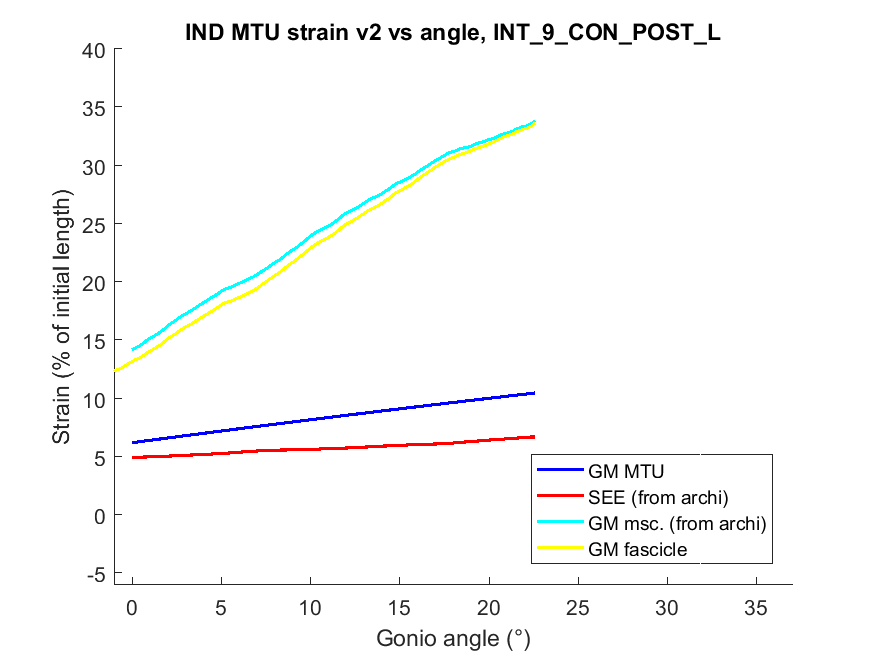 IND MTU strain v2 vs angle, INT_9_CON_POST_L
40
35
30
25
20
15
10
5
0
-5
Strain (% of initial length)
0 5 10 15 20 25 30 35
Gonio angle (°)
GM MTU
SEE (from archi)
GM msc. (from archi)
GM fascicle